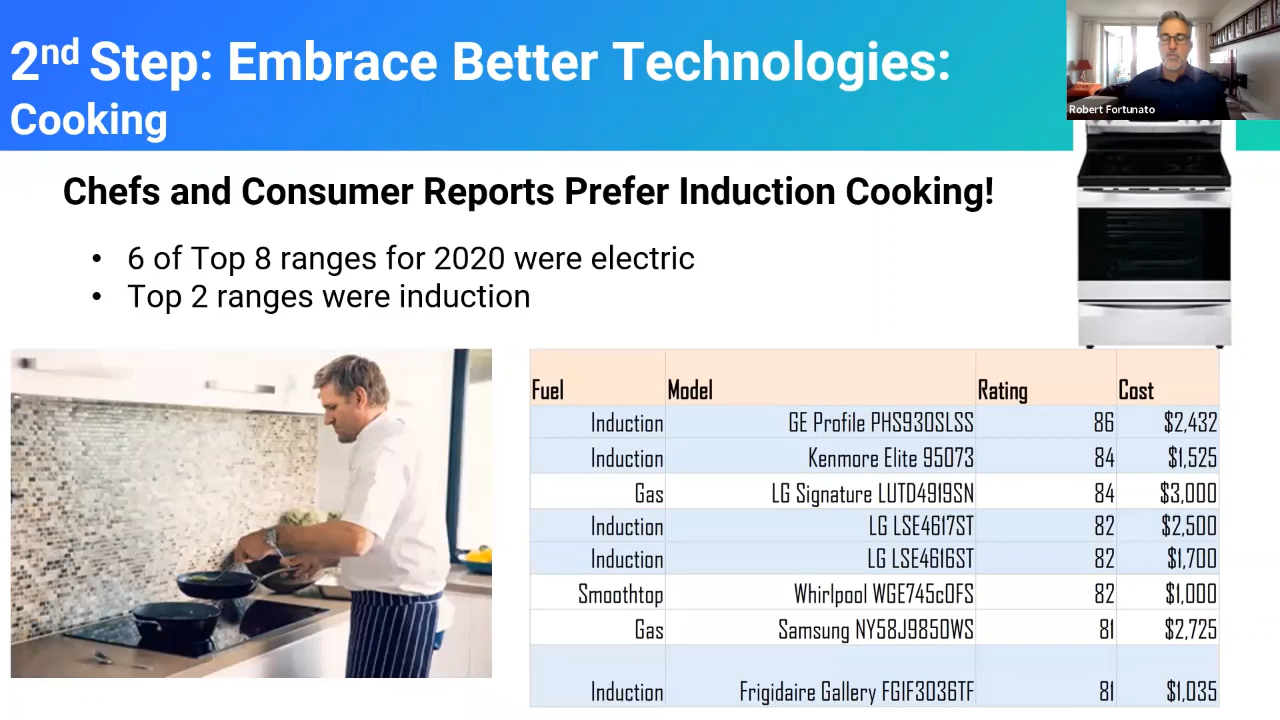 2nd Step: Embrace Better Technologies:
Cooking
Robert Fortunato
Chefs and Consumer Reports Prefer Induction Cooking!
• 6 of Top 8 ranges for 2020 were electric
• Top 2 ranges were induction
Fuel Model Rating Cost
Induction GE Profile PHS930SLSS 86 $2,432
Induction Kenmore Elite 95073 84 $1,525
Gas LG Signature LUTD4919SN 84 $3,000
Induction LG LSE4617ST 82 $2,500
Induction LG LSE4616ST 82 $1,700
Smoothtop Whirlpool WGE745c0FS 82 $1,000
Gas Samsung NY58J9850WS 81 $2,725
Induction Frigidaire Gallery FGIF3036TF 81 $1,035